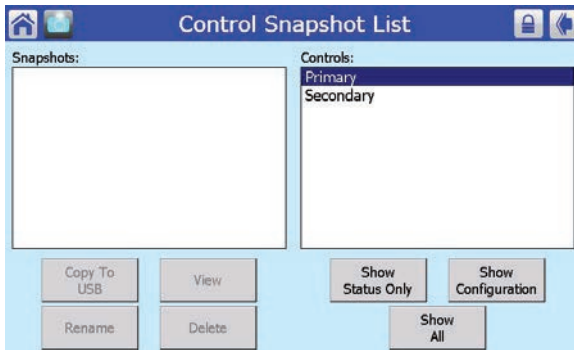 Control Snapshot List
Snapshots:
Controls:
Primary
Secondary
Copy To
USB
View
Show
Status Only
Show
Configuration
Rename
Delete
Show
All